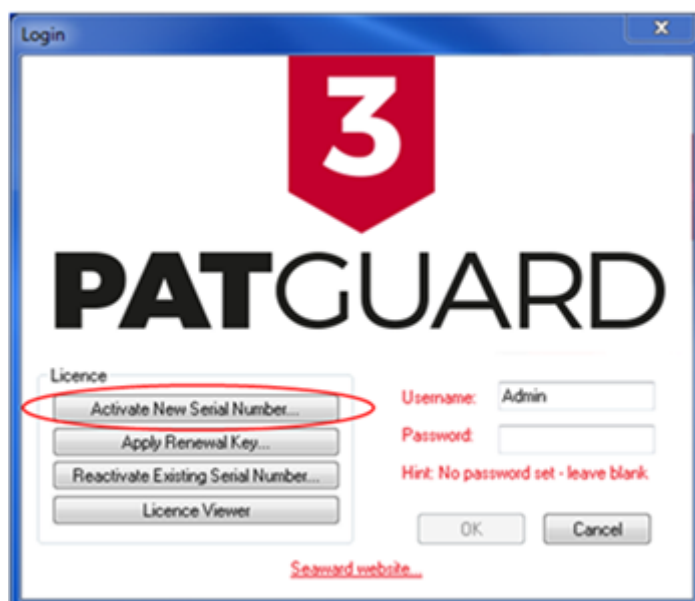 Login
x
3
PATGUARD
Licence
Activate New Serial Number...
Apply Renewal Key...
Reactivate Existing Serial Number...
Licence Viewer
Username: Admin
Password:
Hint: No password set - leave blank
OK Cancel
Seaward website...